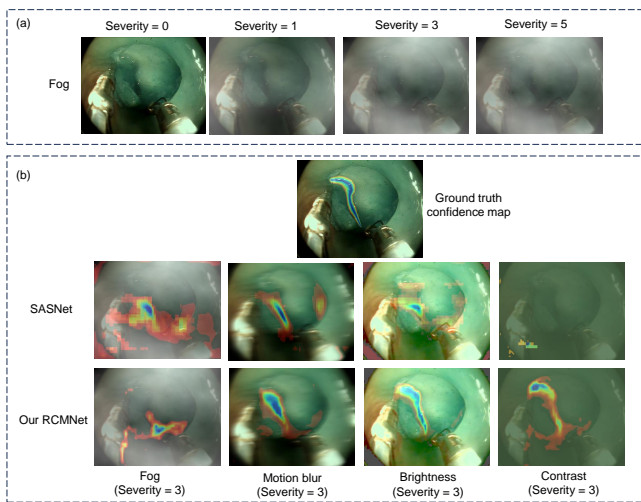 (a)
Severity = 0
Severity = 1
Severity = 3
Severity = 5
Fog
(b)
Ground truth
confidence map
SASNet
Our RCMNet
Fog
(Severity = 3)
Motion blur
(Severity = 3)
Brightness
(Severity = 3)
Contrast
(Severity = 3)